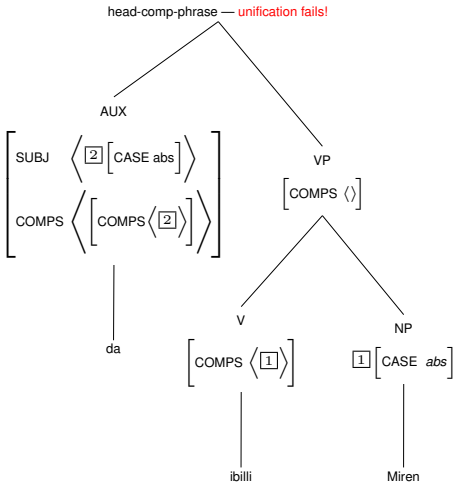 head-comp-phrase — unification fails!
AUX
SUBJ ⟨ 2 [CASE abs] ⟩
COMPS ⟨ [COMPS ⟨ 2 ⟩] ⟩
VP
[COMPS ⟨⟩]
da
V
[COMPS ⟨ 1 ⟩]
NP
1 [CASE abs]
ibilli
Miren